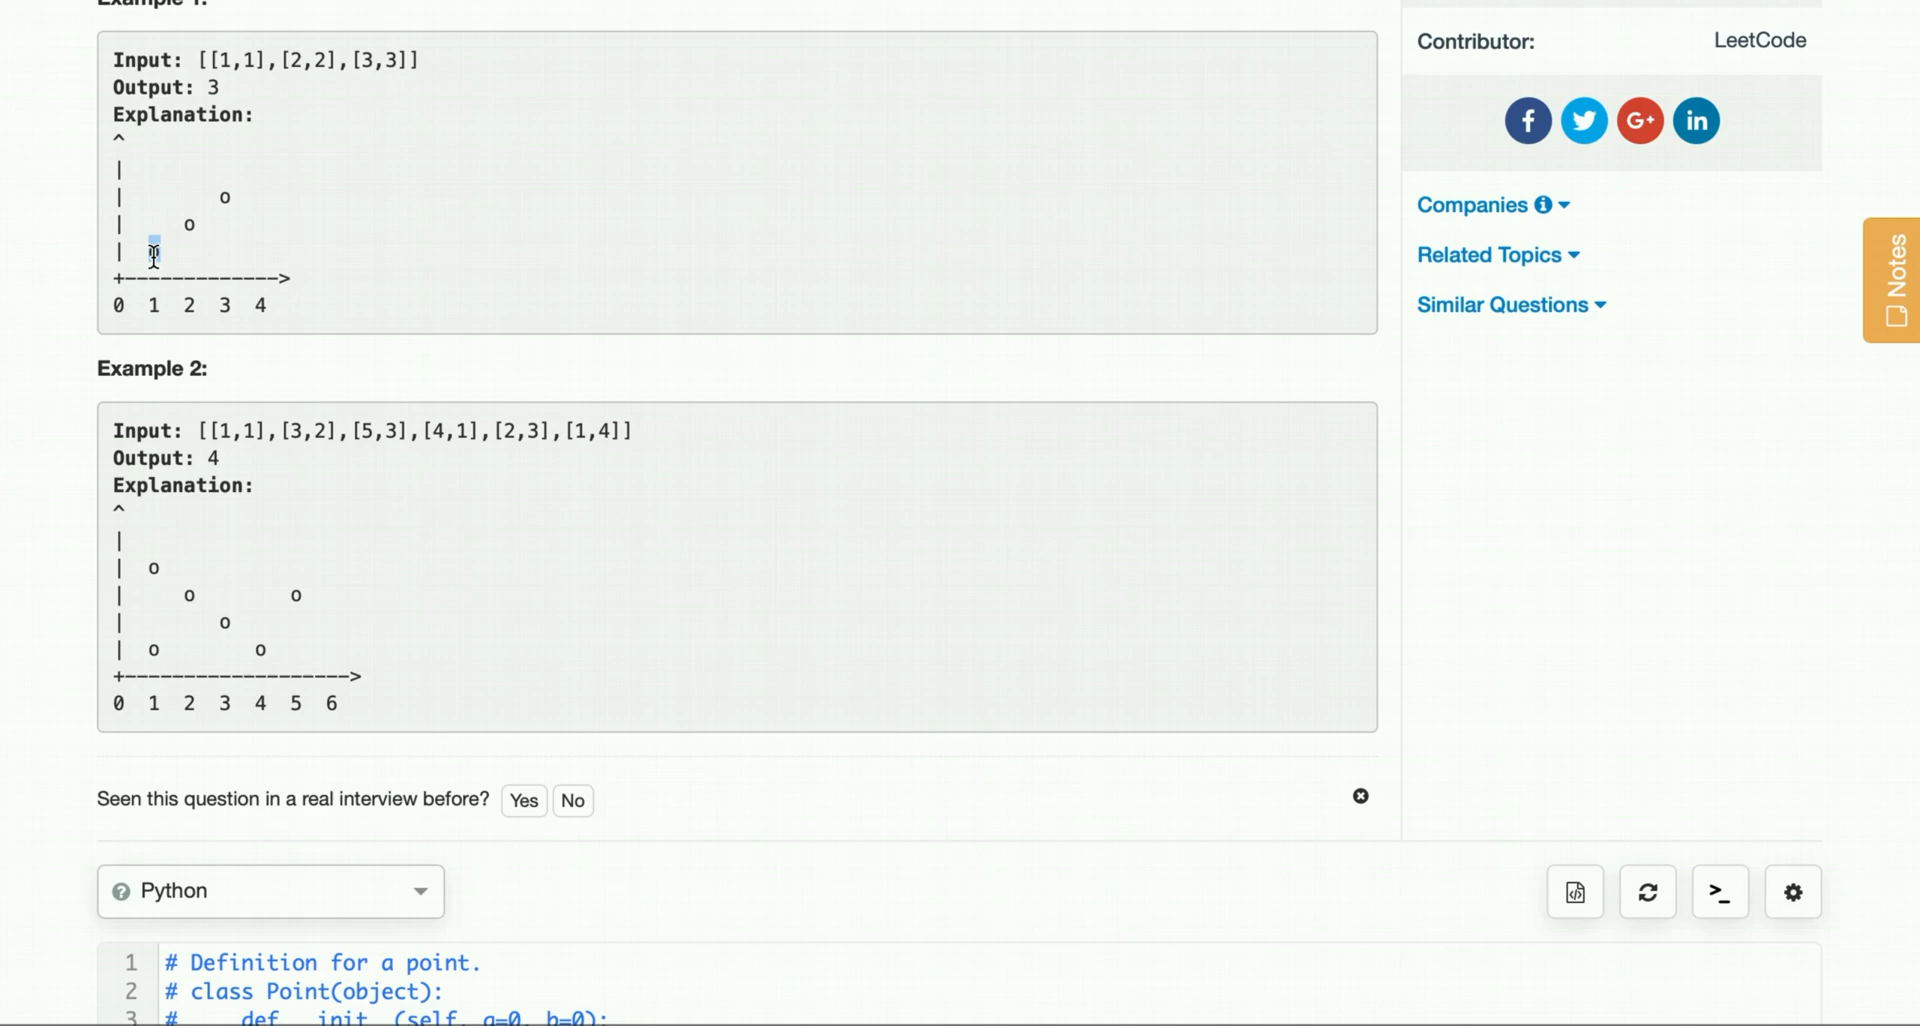 Example 1:
Input: [[1,1],[2,2],[3,3]]
Output: 3
Explanation:
^
|
|        o
|     o
|  o
+------------->
0  1  2  3  4
Example 2:
Input: [[1,1],[3,2],[5,3],[4,1],[2,3],[1,4]]
Output: 4
Explanation:
^
|
|  o
|     o        o
|        o
|  o        o
+------------------->
0  1  2  3  4  5  6
Seen this question in a real interview before? Yes No
? Python
1 # Definition for a point.
2 # class Point(object):
3 #     def __init__(self, a=0, b=0):
Contributor: LeetCode
f G+ in
Companies i
Related Topics
Similar Questions
Notes